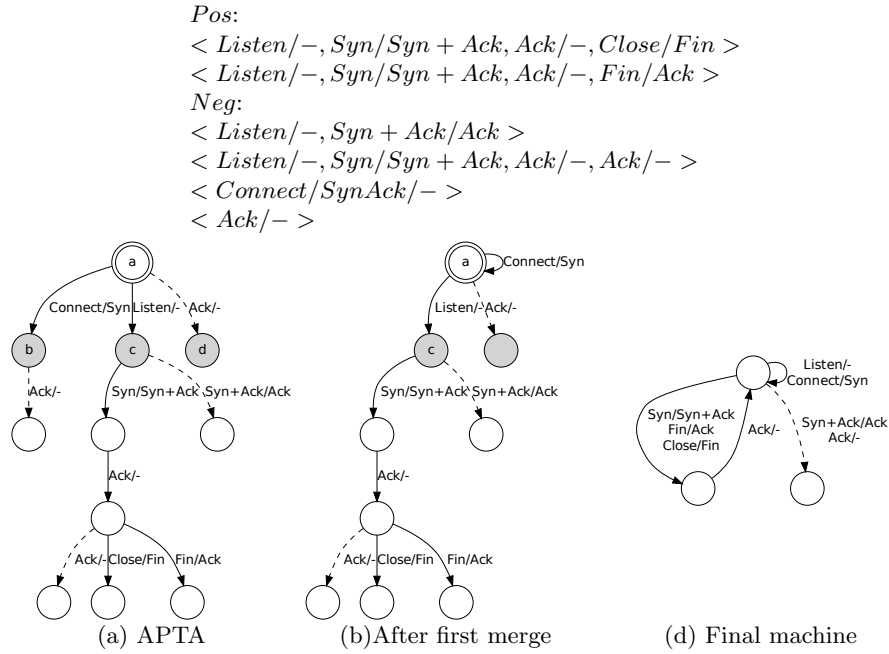 Pos:
< Listen/−, Syn/Syn + Ack, Ack/−, Close/Fin >
< Listen/−, Syn/Syn + Ack, Ack/−, Fin/Ack >
Neg:
< Listen/−, Syn + Ack/Ack >
< Listen/−, Syn/Syn + Ack, Ack/−, Ack/− >
< Connect/SynAck/− >
< Ack/− >
a
Connect/Syn Listen/- Ack/-
b c d
Ack/- Syn/Syn+Ack Syn+Ack/Ack
Ack/-
Ack/- Close/Fin Fin/Ack
(a) APTA
a Connect/Syn
Listen/- Ack/-
c
Syn/Syn+Ack Syn+Ack/Ack
Ack/-
Ack/- Close/Fin Fin/Ack
(b)After first merge
Listen/-
Connect/Syn
Syn/Syn+Ack
Fin/Ack
Close/Fin
Ack/-
Syn+Ack/Ack
Ack/-
(d) Final machine